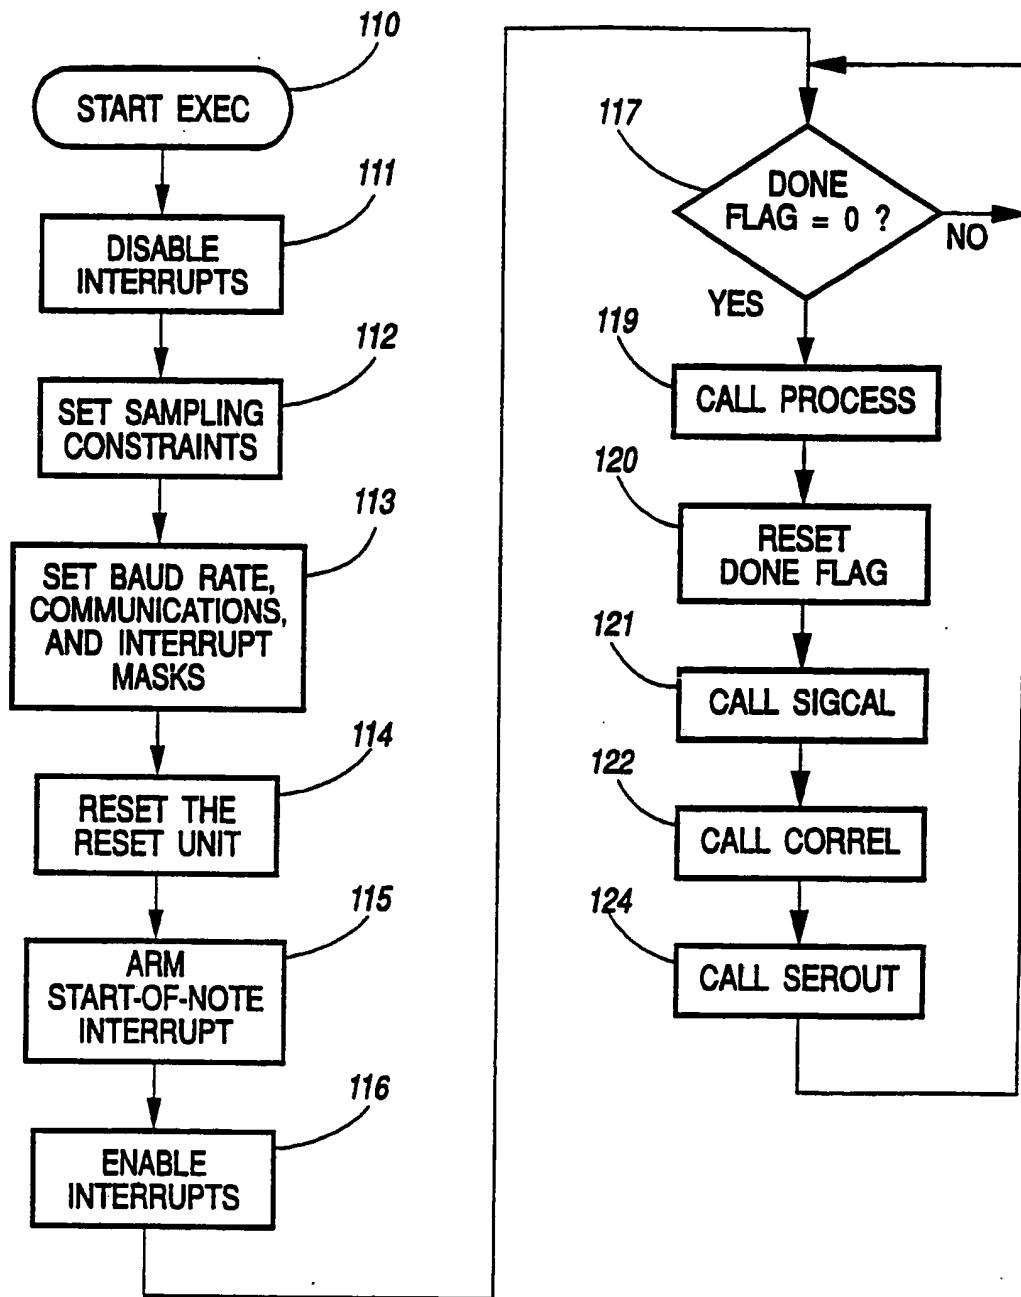 110
START EXEC
111
DISABLE
INTERRUPTS
112
SET SAMPLING
CONSTRAINTS
113
SET BAUD RATE,
COMMUNICATIONS,
AND INTERRUPT
MASKS
114
RESET THE
RESET UNIT
115
ARM
START-OF-NOTE
INTERRUPT
116
ENABLE
INTERRUPTS
117
DONE
FLAG = 0 ?
NO
YES
119
CALL PROCESS
120
RESET
DONE FLAG
121
CALL SIGCAL
122
CALL CORREL
124
CALL SEROUT